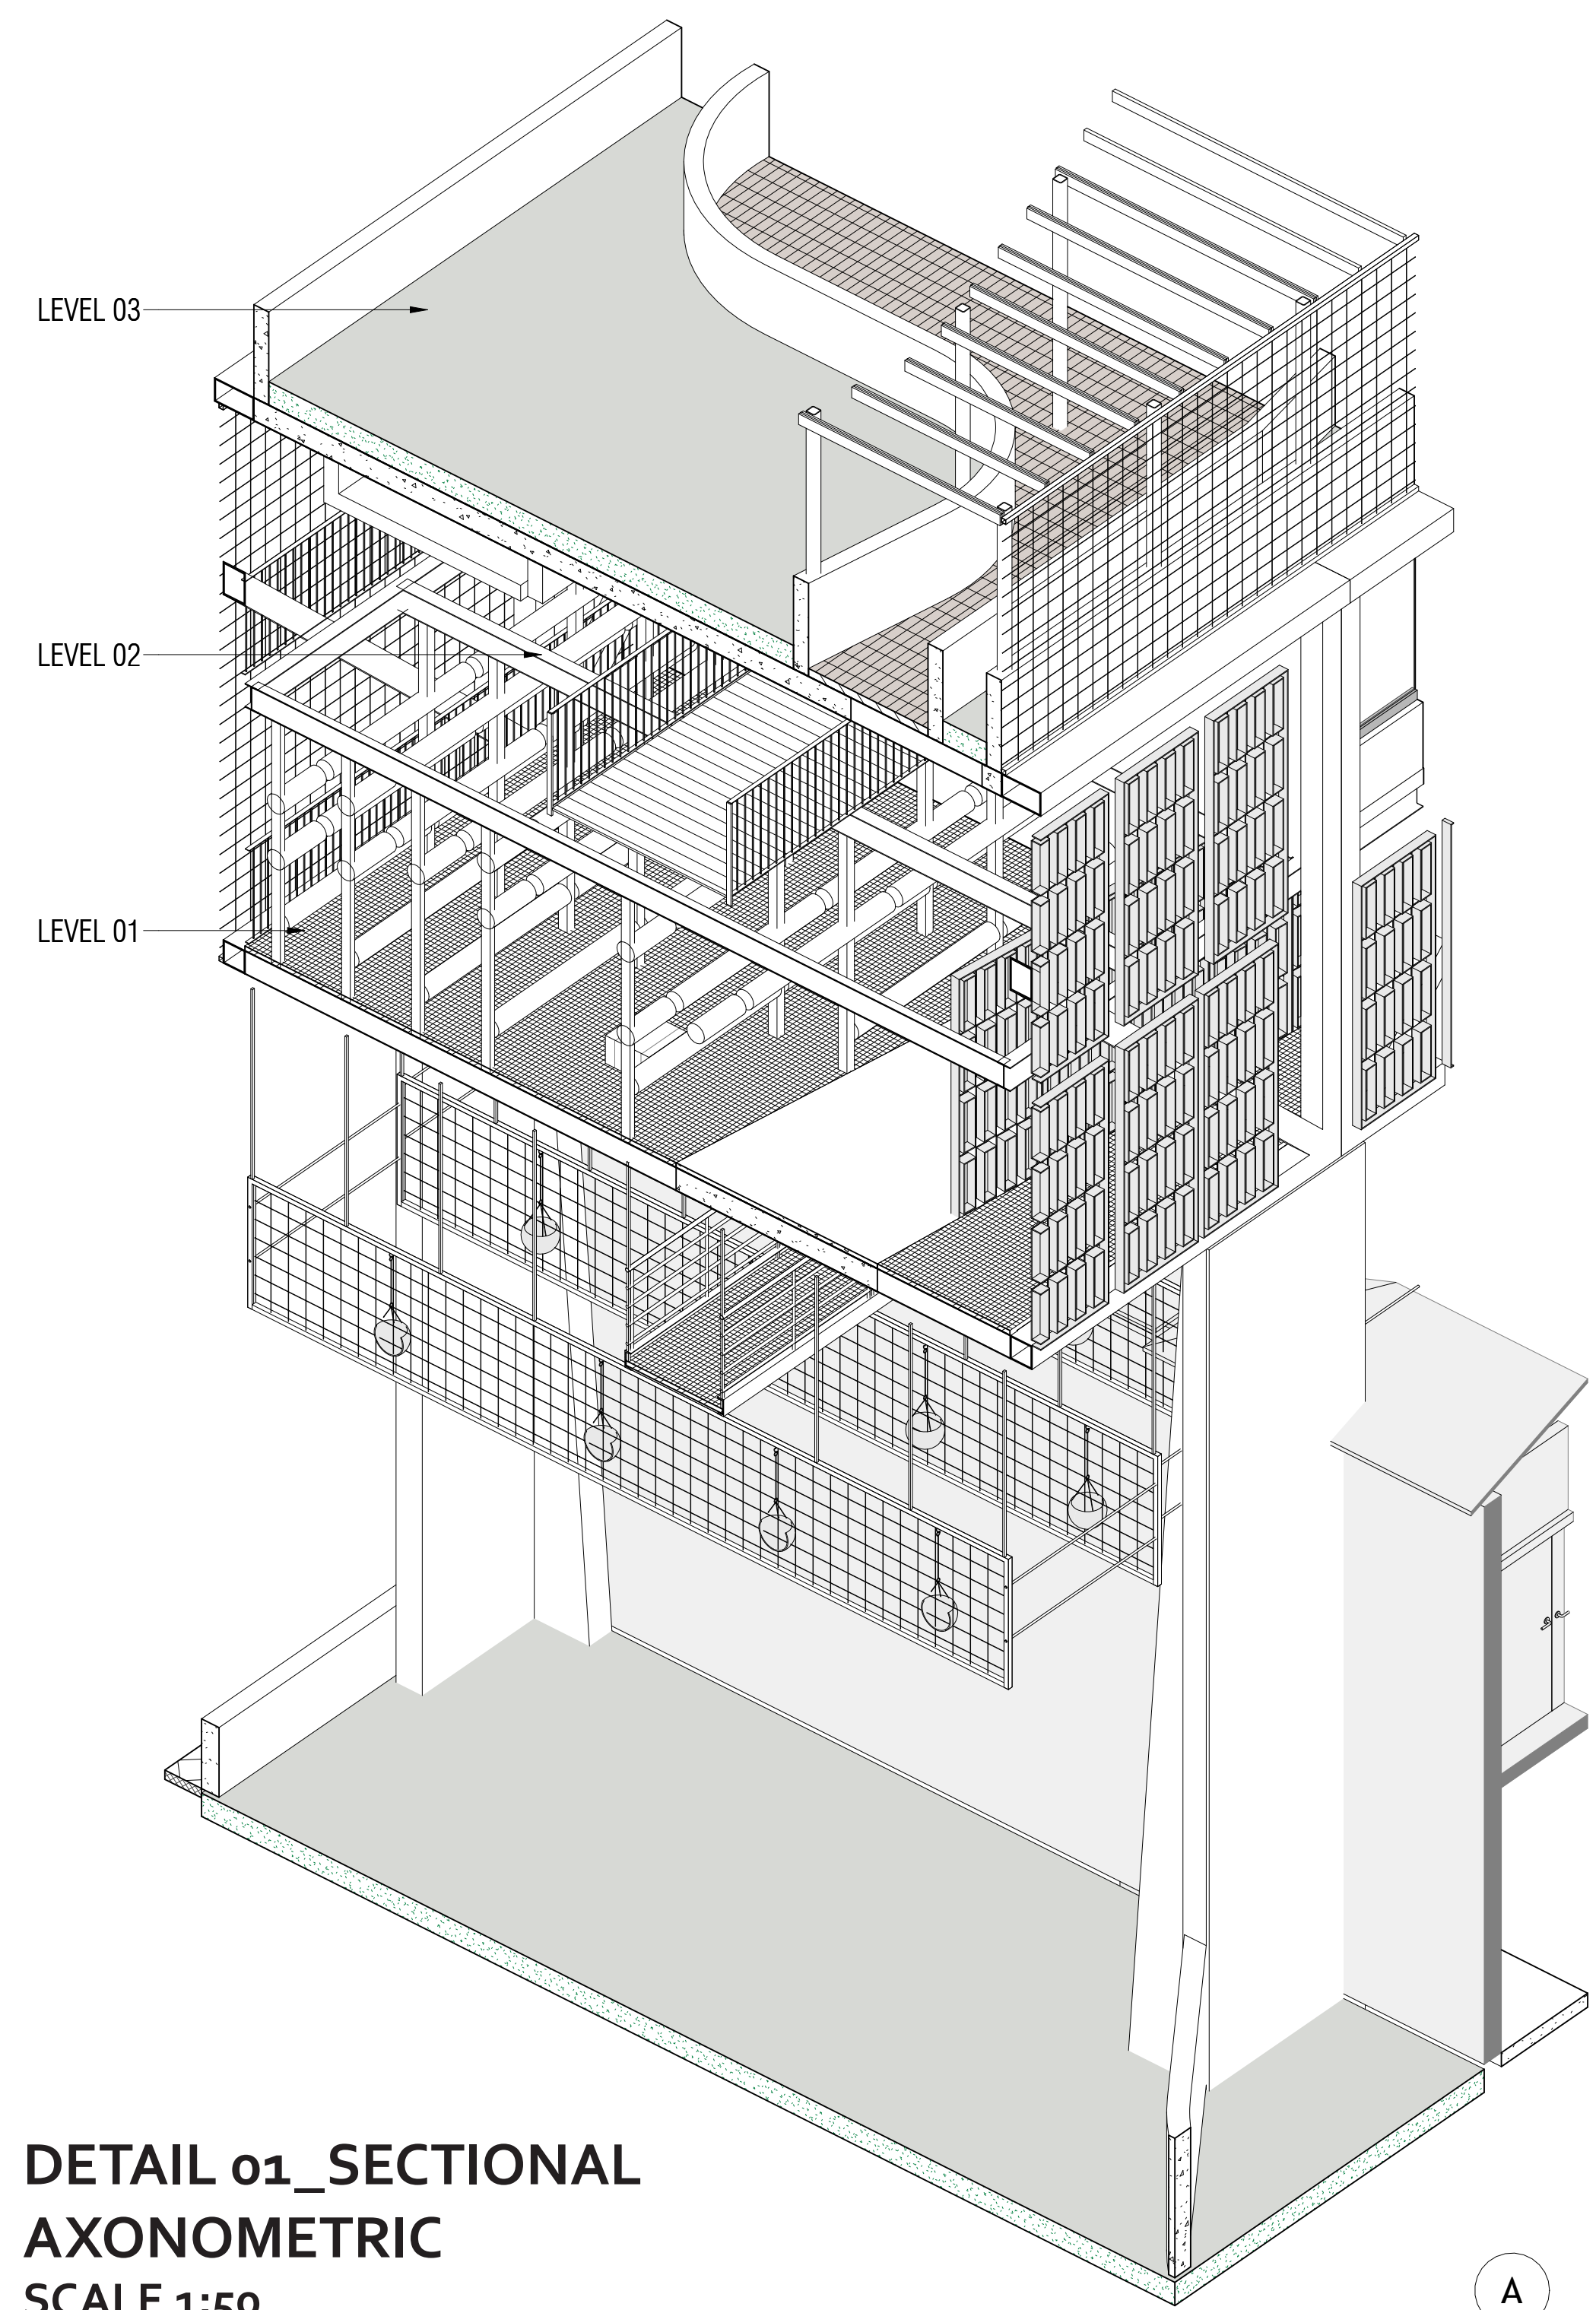 LEVEL 03
LEVEL 02
LEVEL 01
DETAIL 01_SECTIONAL
AXONOMETRIC
SCALE 1:50
A